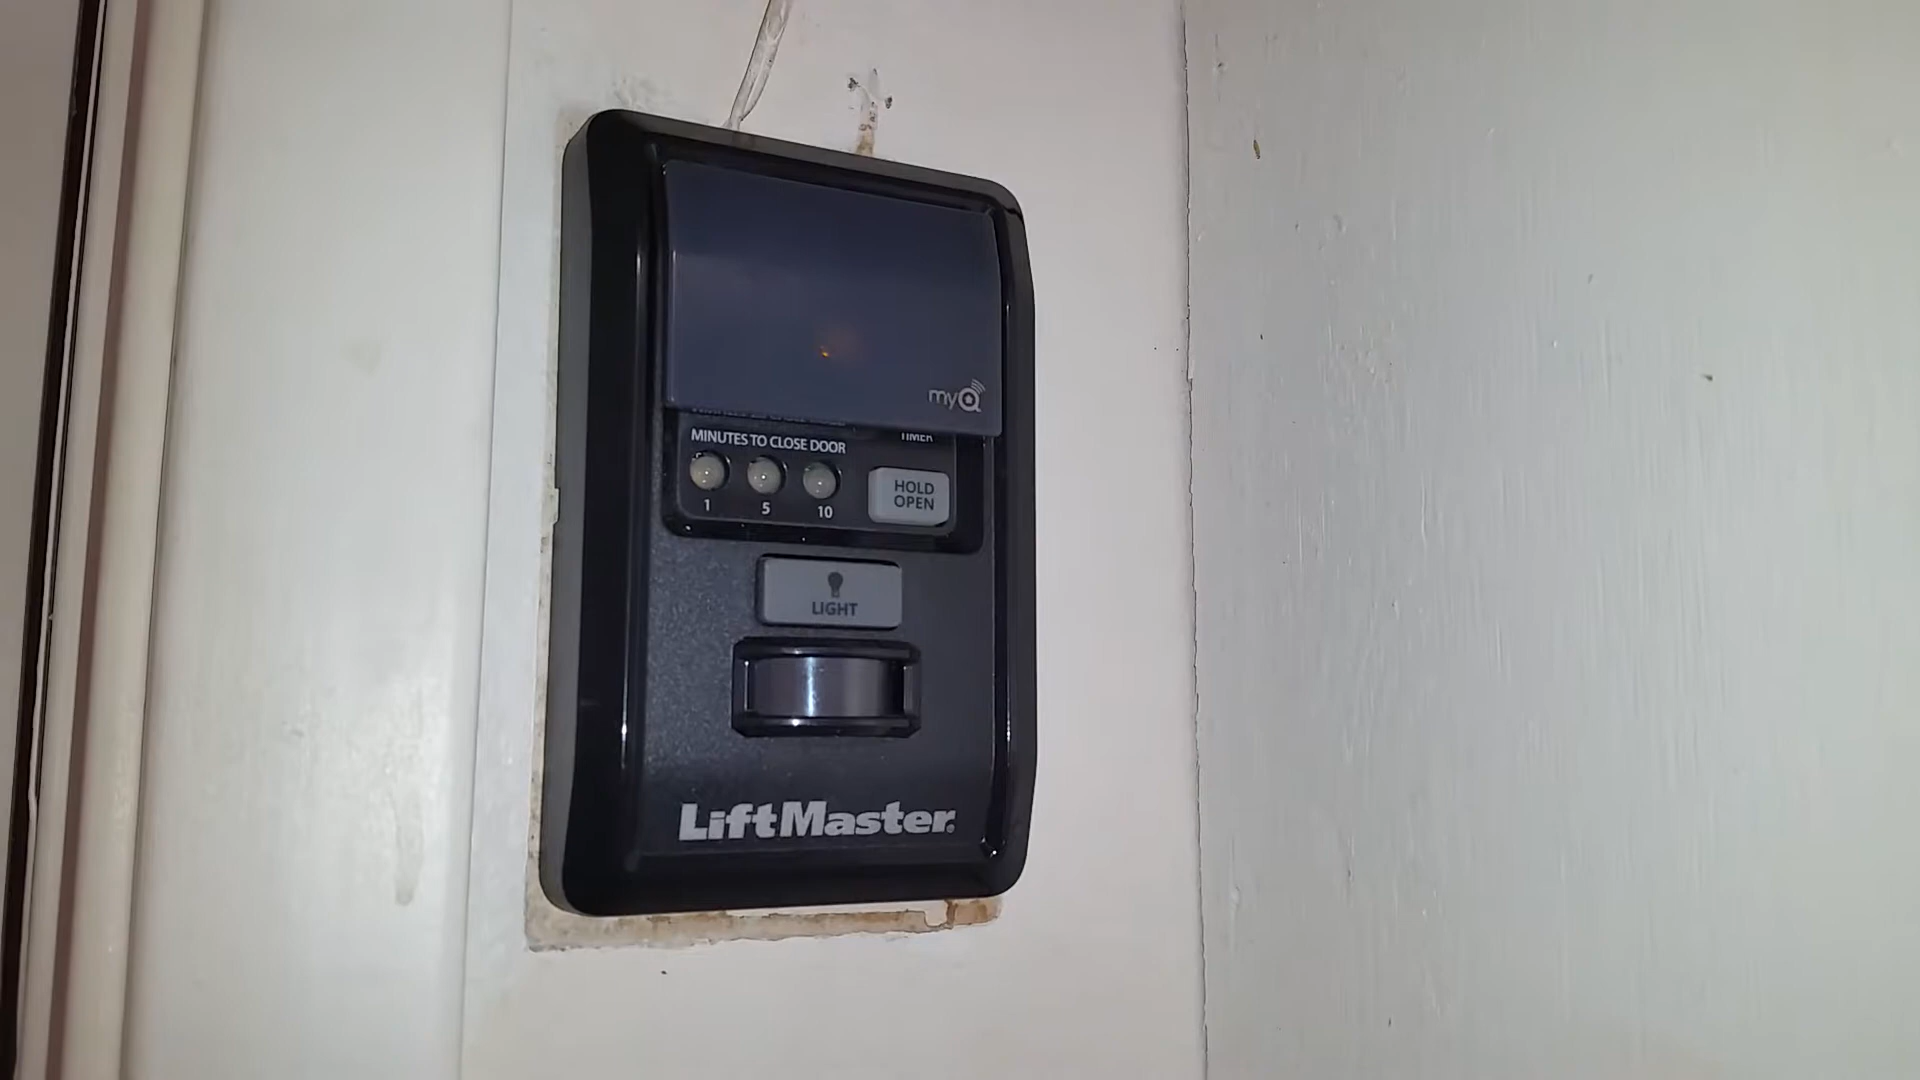 myQ
MINUTES TO CLOSE DOOR
TIMER
1 5 10
HOLD
OPEN
LIGHT
LiftMaster®